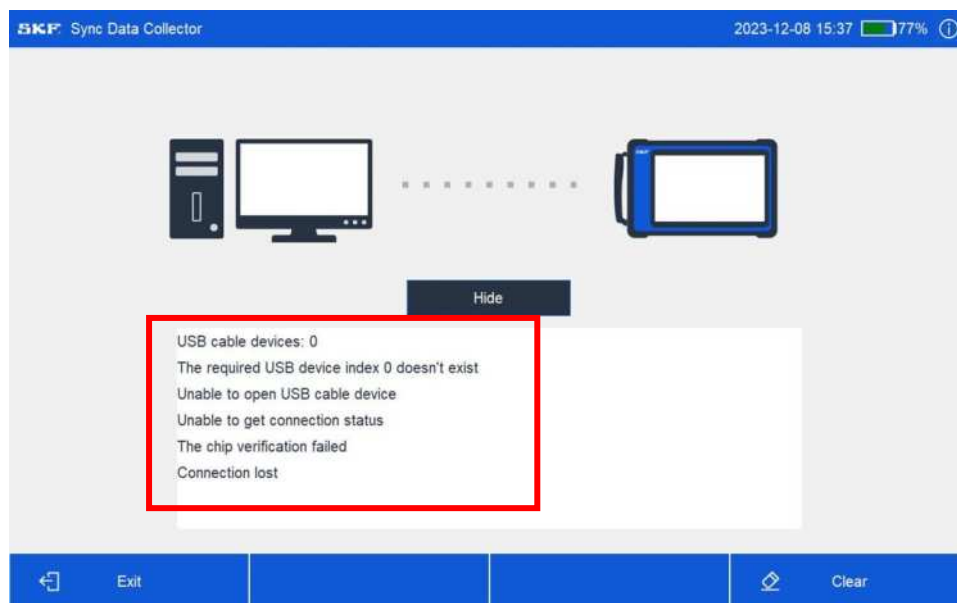 SKF Sync Data Collector 2023-12-08 15:37 77%
Hide
USB cable devices: 0
The required USB device index 0 doesn't exist
Unable to open USB cable device
Unable to get connection status
The chip verification failed
Connection lost
Exit Clear